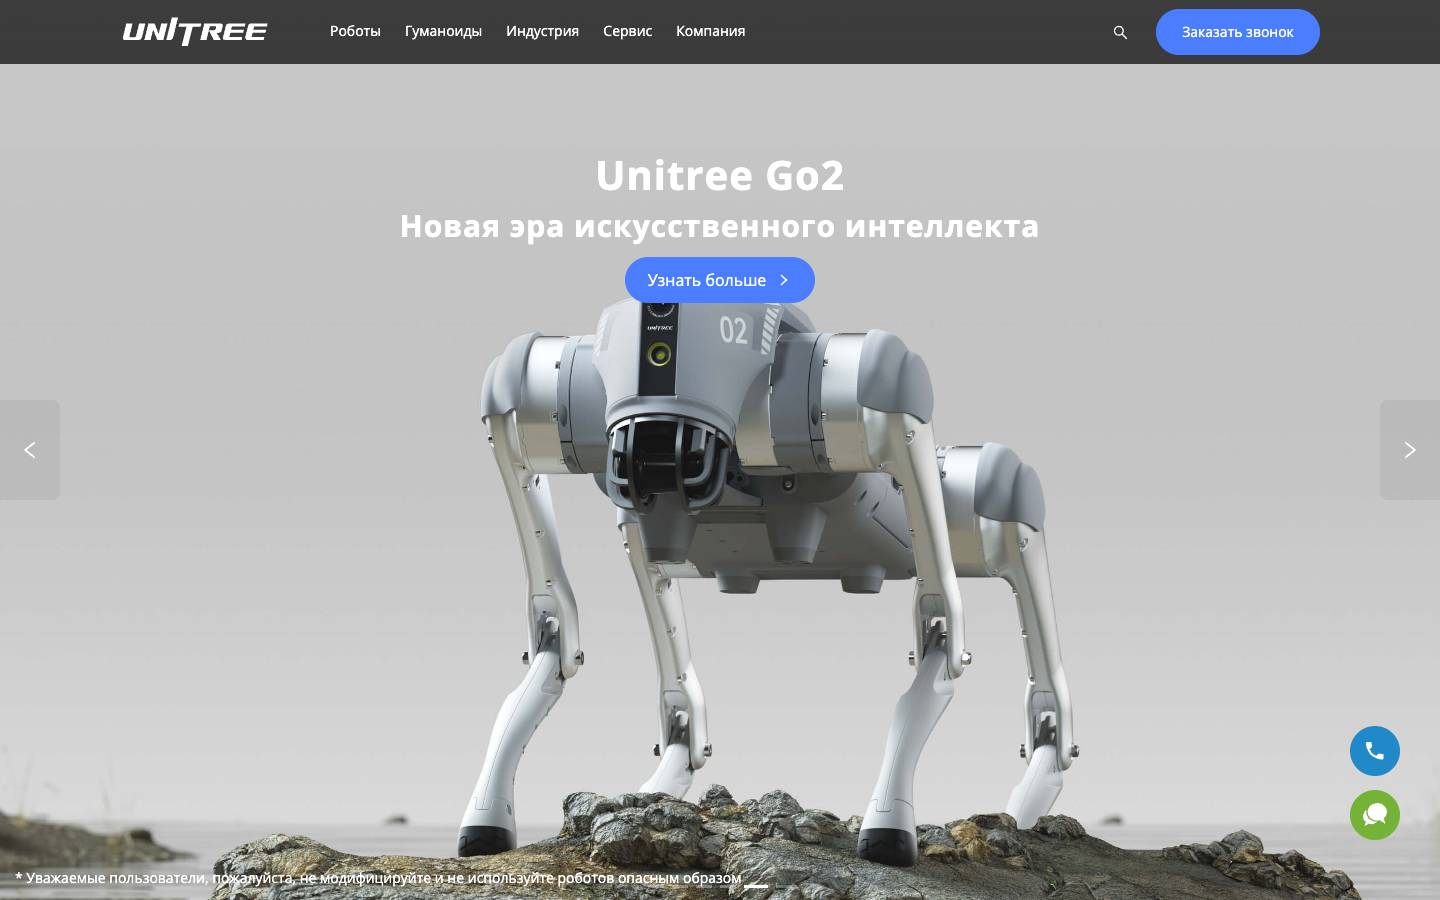 UNITREE
Роботы
Гуманоиды
Индустрия
Сервис
Компания
Заказать звонок
Unitree Go2
Новая эра искусственного интеллекта
Узнать больше
UNITREE
02
* Уважаемые пользователи, пожалуйста, не модифицируйте и не используйте роботов опасным образом